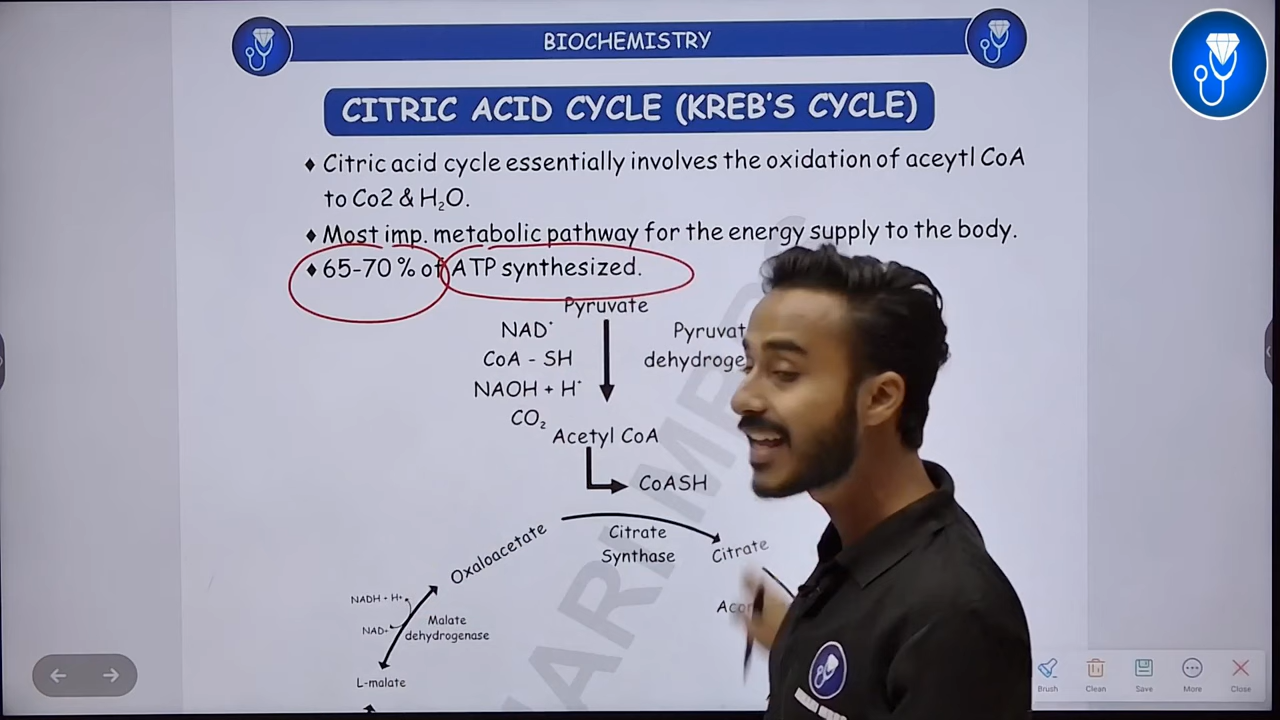 BIOCHEMISTRY
CITRIC ACID CYCLE (KREB'S CYCLE)
♦ Citric acid cycle essentially involves the oxidation of aceytl CoA
to Co2 & H₂O.
♦ Most imp. metabolic pathway for the energy supply to the body.
♦ 65-70 % of ATP synthesized.
Pyruvate
NAD⁺
Pyruvat
CoA - SH
dehydroge
NAOH + H⁺
CO₂
Acetyl CoA
CoASH
Oxaloacetate
Citrate
Synthase
Citrate
NADH + H+
Acon
NAD+
Malate
dehydrogenase
L-malate
Brush
Clean
Save
More
Close